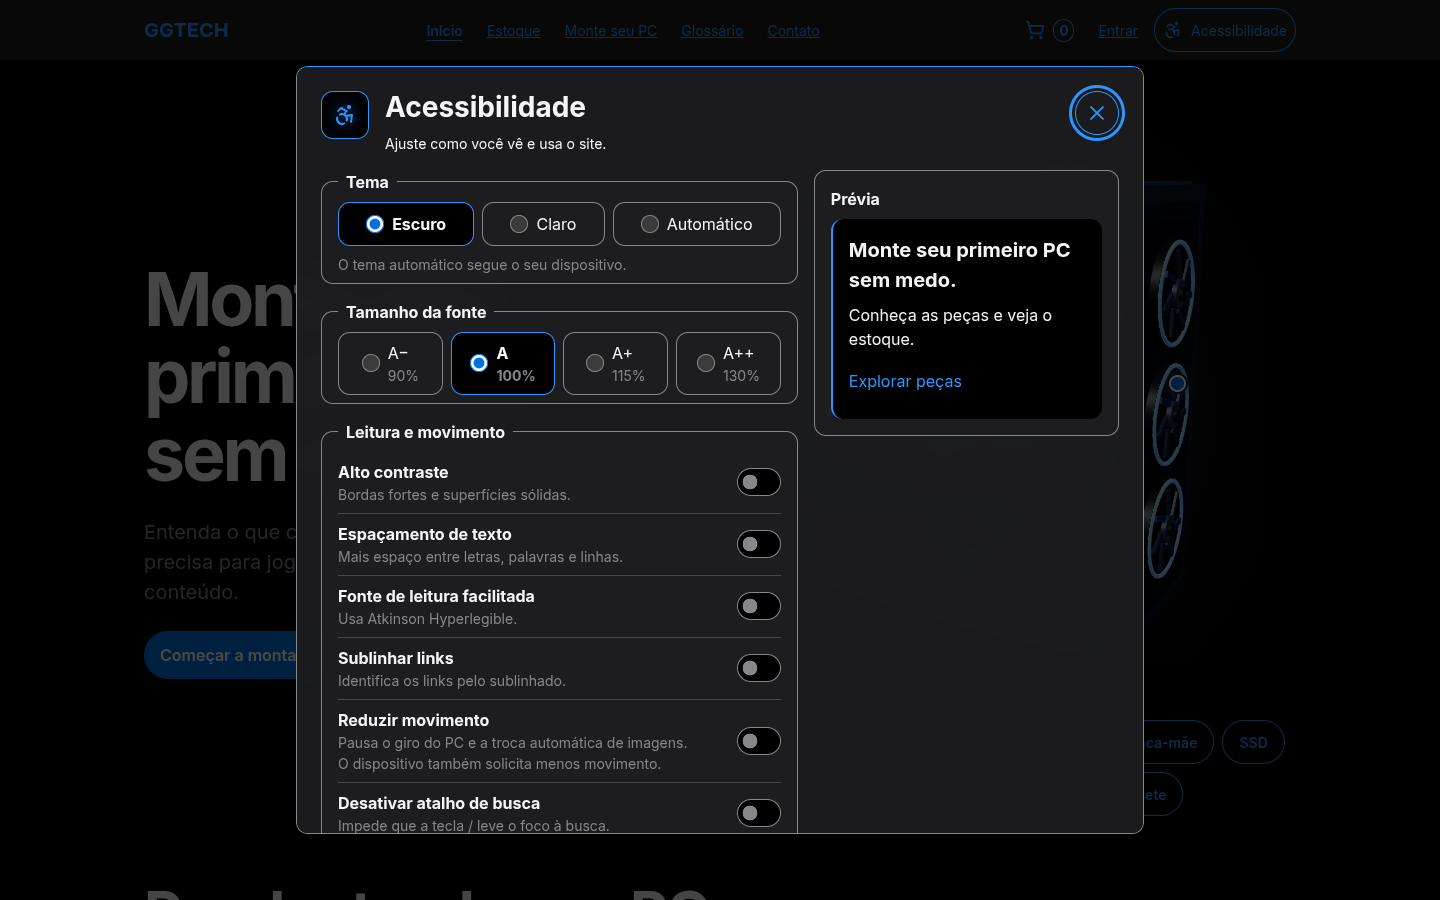 GGTECH
Início
Estoque
Monte seu PC
Glossário
Contato
0
Entrar
Acessibilidade
Acessibilidade
Ajuste como você vê e usa o site.
Tema
Escuro
Claro
Automático
O tema automático segue o seu dispositivo.
Tamanho da fonte
A−
90%
A
100%
A+
115%
A++
130%
Leitura e movimento
Alto contraste
Bordas fortes e superfícies sólidas.
Espaçamento de texto
Mais espaço entre letras, palavras e linhas.
Fonte de leitura facilitada
Usa Atkinson Hyperlegible.
Sublinhar links
Identifica os links pelo sublinhado.
Reduzir movimento
Pausa o giro do PC e a troca automática de imagens.
O dispositivo também solicita menos movimento.
Desativar atalho de busca
Impede que a tecla / leve o foco à busca.
Prévia
Monte seu primeiro PC
sem medo.
Conheça as peças e veja o
estoque.
Explorar peças
sem
Entenda o que
precisa para
conteúdo.
Começar a
SSD
PC